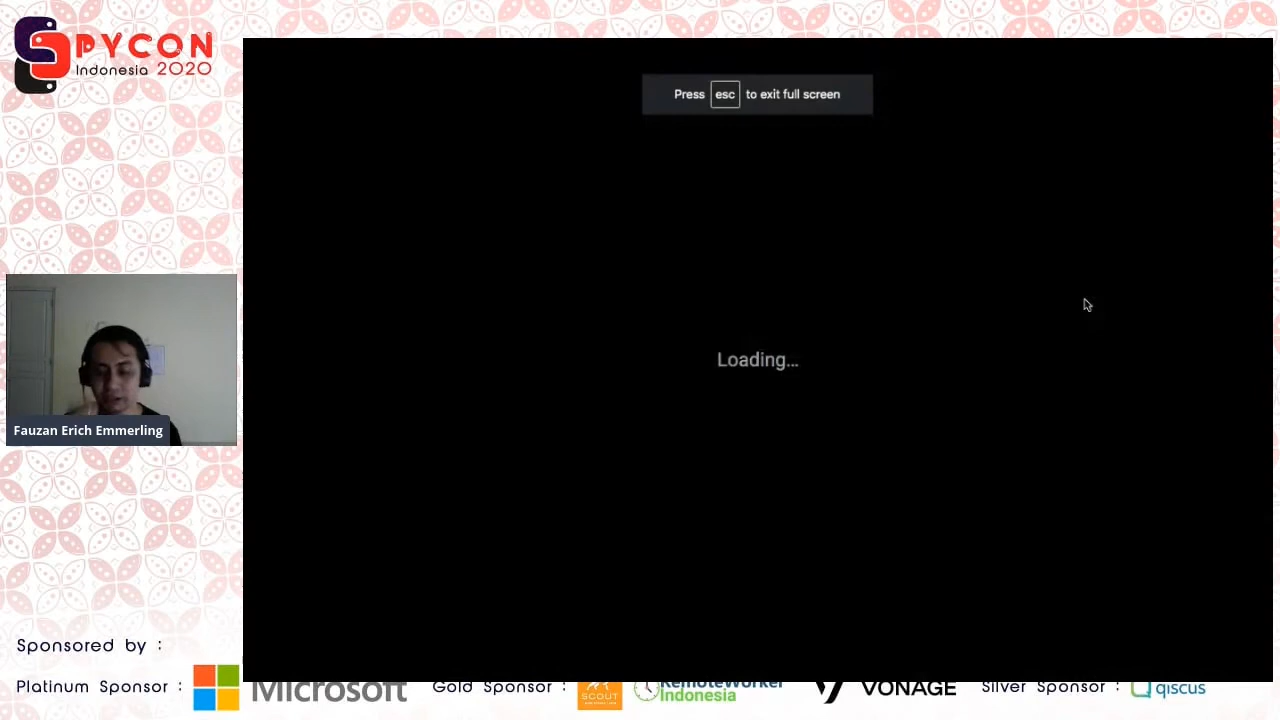 PYCON
Indonesia 2020
Press esc to exit full screen
Loading...
Fauzan Erich Emmerling
Sponsored by :
Platinum Sponsor :
Microsoft
Gold Sponsor :
SCOUT
RemoteWorker
Indonesia
VONAGE
Silver Sponsor :
qiscus